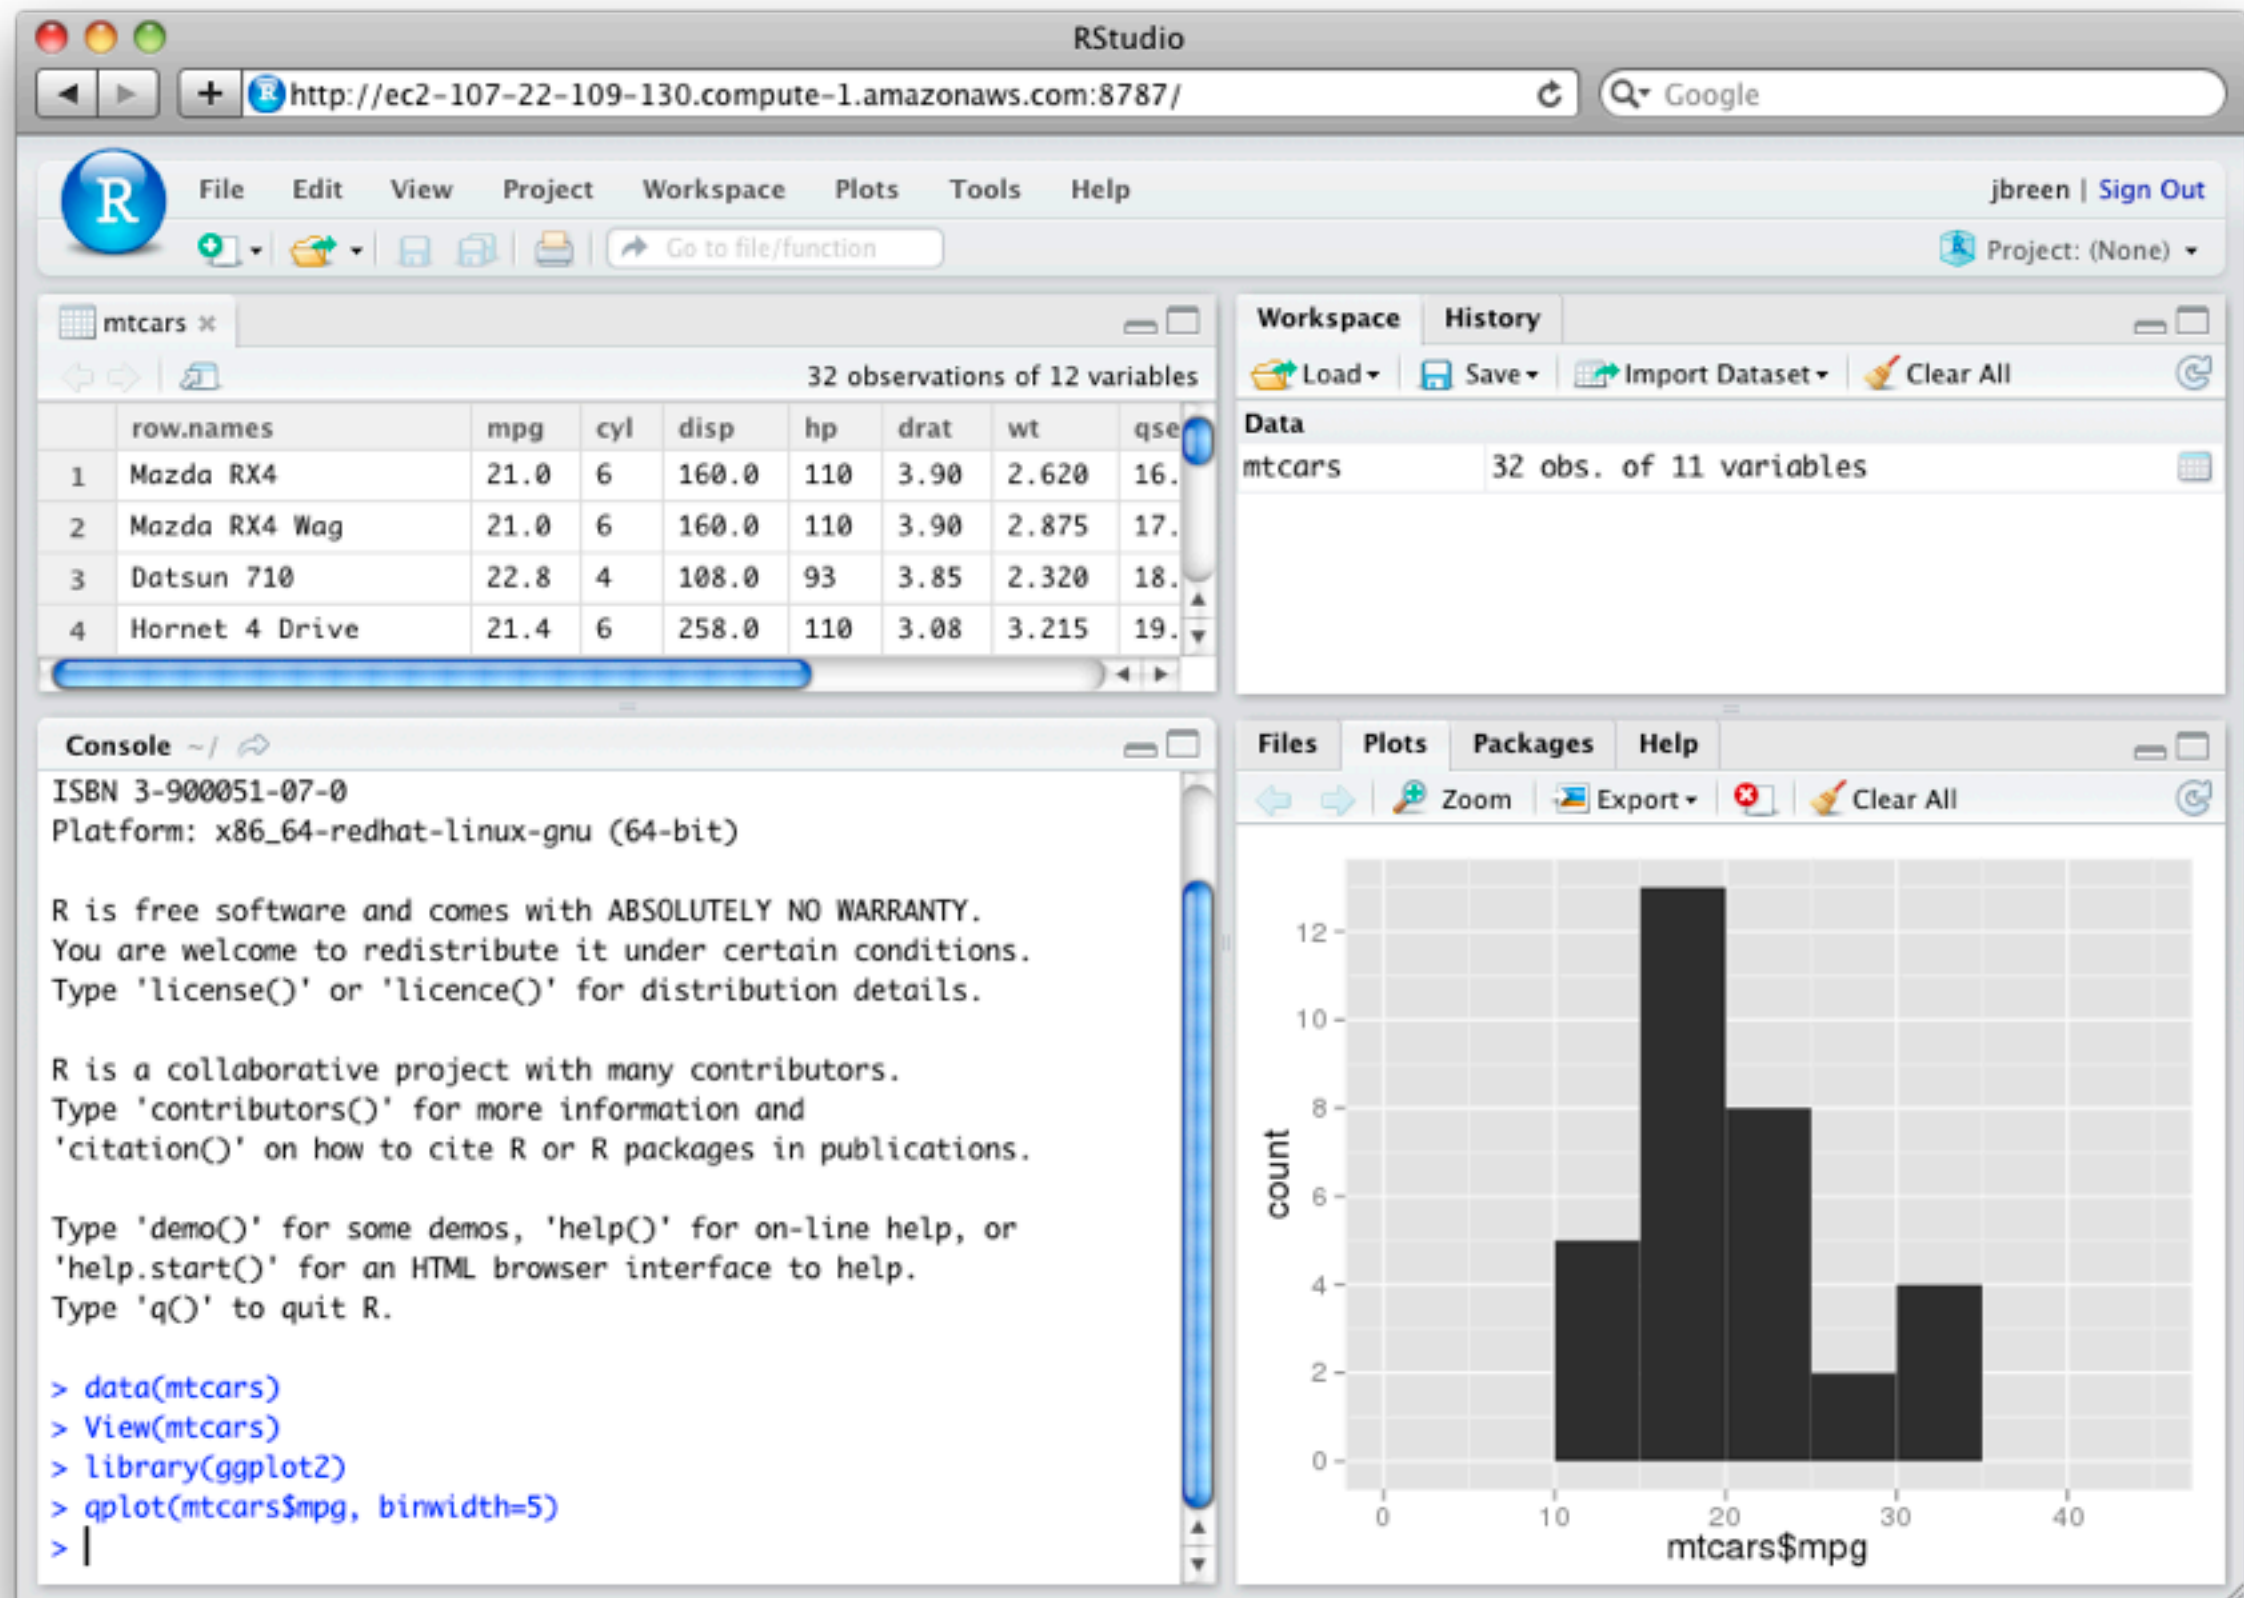 RStudio
http://ec2-107-22-109-130.compute-1.amazonaws.com:8787/
Google
R File Edit View Project Workspace Plots Tools Help
jbreen | Sign Out
Go to file/function
Project: (None)
mtcars
32 observations of 12 variables
row.names mpg cyl disp hp drat wt qse
1 Mazda RX4 21.0 6 160.0 110 3.90 2.620 16.
2 Mazda RX4 Wag 21.0 6 160.0 110 3.90 2.875 17.
3 Datsun 710 22.8 4 108.0 93 3.85 2.320 18.
4 Hornet 4 Drive 21.4 6 258.0 110 3.08 3.215 19.
Workspace History
Load Save Import Dataset Clear All
Data
mtcars 32 obs. of 11 variables
Console ~/
ISBN 3-900051-07-0
Platform: x86_64-redhat-linux-gnu (64-bit)
R is free software and comes with ABSOLUTELY NO WARRANTY.
You are welcome to redistribute it under certain conditions.
Type 'license()' or 'licence()' for distribution details.
R is a collaborative project with many contributors.
Type 'contributors()' for more information and
'citation()' on how to cite R or R packages in publications.
Type 'demo()' for some demos, 'help()' for on-line help, or
'help.start()' for an HTML browser interface to help.
Type 'q()' to quit R.
> data(mtcars)
> View(mtcars)
> library(ggplot2)
> qplot(mtcars$mpg, binwidth=5)
>
Files Plots Packages Help
Zoom Export Clear All
12
10
8
6
4
2
0
count
0 10 20 30 40
mtcars$mpg